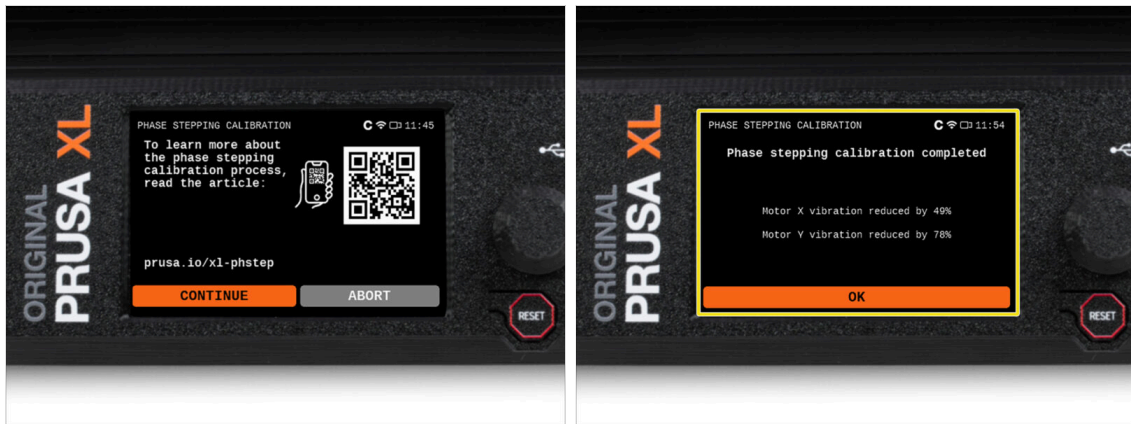 ORIGINAL
PRUSA XL
PHASE STEPPING CALIBRATION
C 11:45
To learn more about
the phase stepping
calibration process,
read the article:
prusa.io/xl-phstep
CONTINUE
ABORT
RESET
ORIGINAL
PRUSA XL
PHASE STEPPING CALIBRATION
C 11:54
Phase stepping calibration completed
Motor X vibration reduced by 49%
Motor Y vibration reduced by 78%
OK
RESET